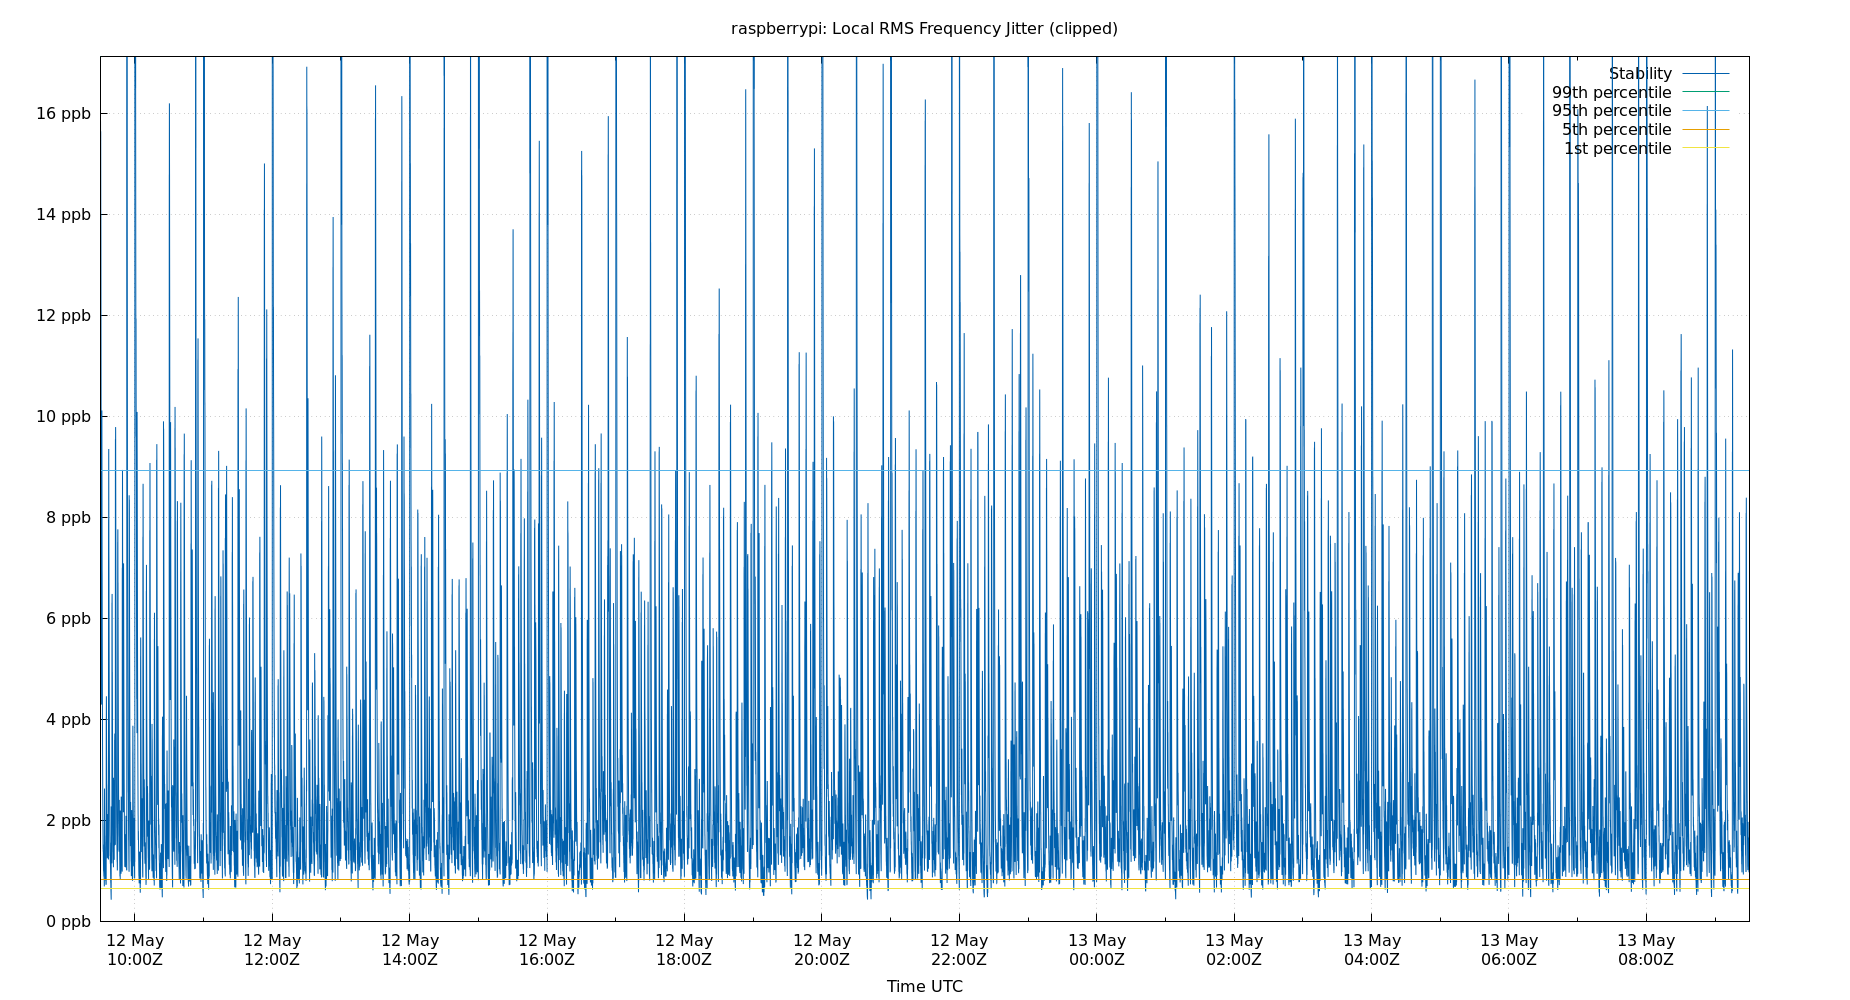 raspberrypi: Local RMS Frequency Jitter (clipped)
Stability
99th percentile
95th percentile
5th percentile
1st percentile
16 ppb
14 ppb
12 ppb
10 ppb
8 ppb
6 ppb
4 ppb
2 ppb
0 ppb
12 May 12 May 12 May 12 May 12 May 12 May 12 May 13 May 13 May 13 May 13 May 13 May
10:00Z 12:00Z 14:00Z 16:00Z 18:00Z 20:00Z 22:00Z 00:00Z 02:00Z 04:00Z 06:00Z 08:00Z
Time UTC